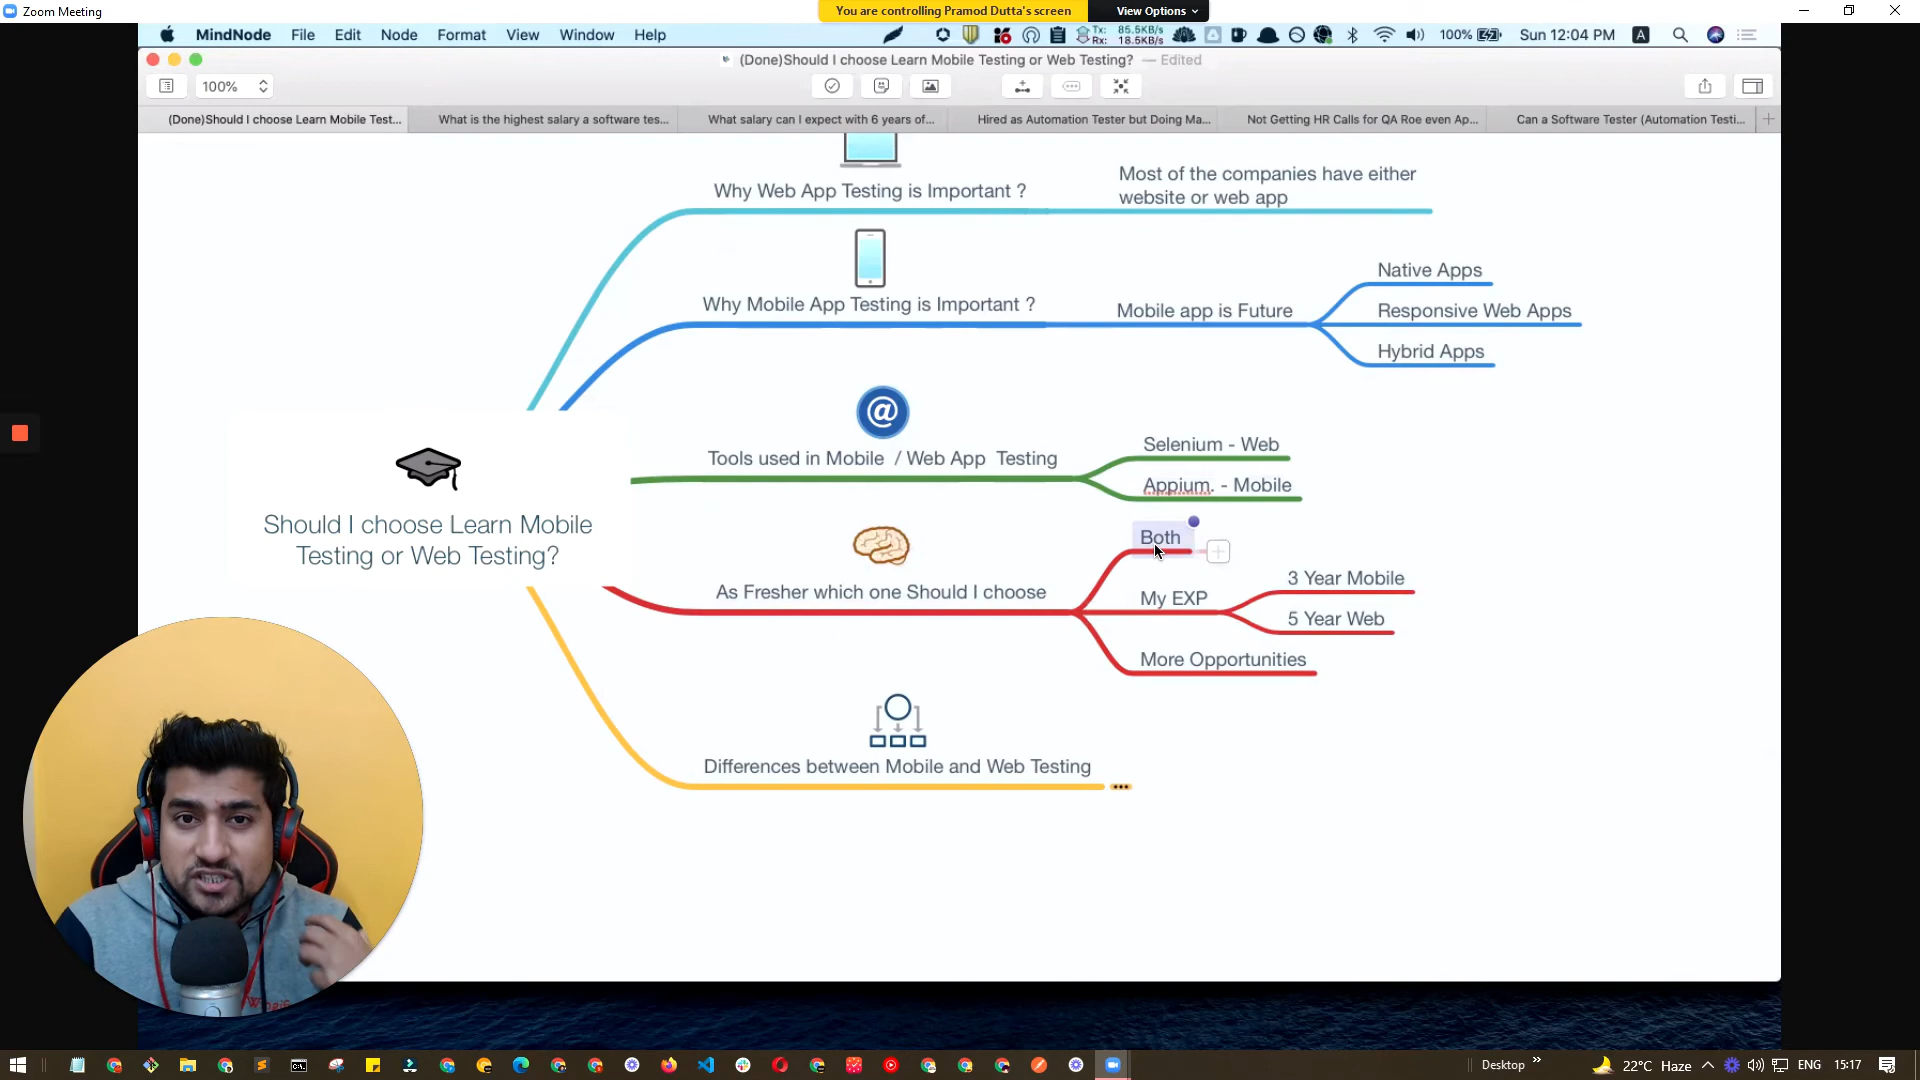 Zoom Meeting
You are controlling Pramod Dutta's screen
View Options
MindNode File Edit Node Format View Window Help
Tx: 85.5KB/s
Rx: 18.5KB/s
100%
Sun 12:04 PM
A
(Done)Should I choose Learn Mobile Testing or Web Testing? — Edited
100%
(Done)Should I choose Learn Mobile Test...
What is the highest salary a software tes...
What salary can I expect with 6 years of...
Hired as Automation Tester but Doing Ma...
Not Getting HR Calls for QA Roe even Ap...
Can a Software Tester (Automation Testi...
Why Web App Testing is Important ?
Most of the companies have either
website or web app
Why Mobile App Testing is Important ?
Mobile app is Future
Native Apps
Responsive Web Apps
Hybrid Apps
@
Tools used in Mobile / Web App Testing
Selenium - Web
Appium. - Mobile
Should I choose Learn Mobile
Testing or Web Testing?
As Fresher which one Should I choose
Both
My EXP
3 Year Mobile
5 Year Web
More Opportunities
Differences between Mobile and Web Testing
Desktop
22°C Haze
ENG
15:17